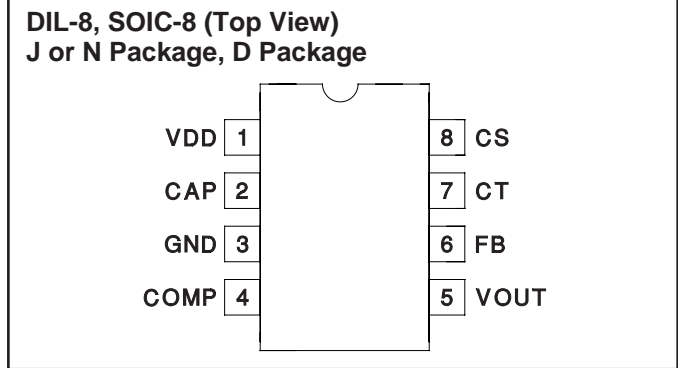 DIL-8, SOIC-8 (Top View)
J or N Package, D Package
VDD 1 8 CS
CAP 2 7 CT
GND 3 6 FB
COMP 4 5 VOUT